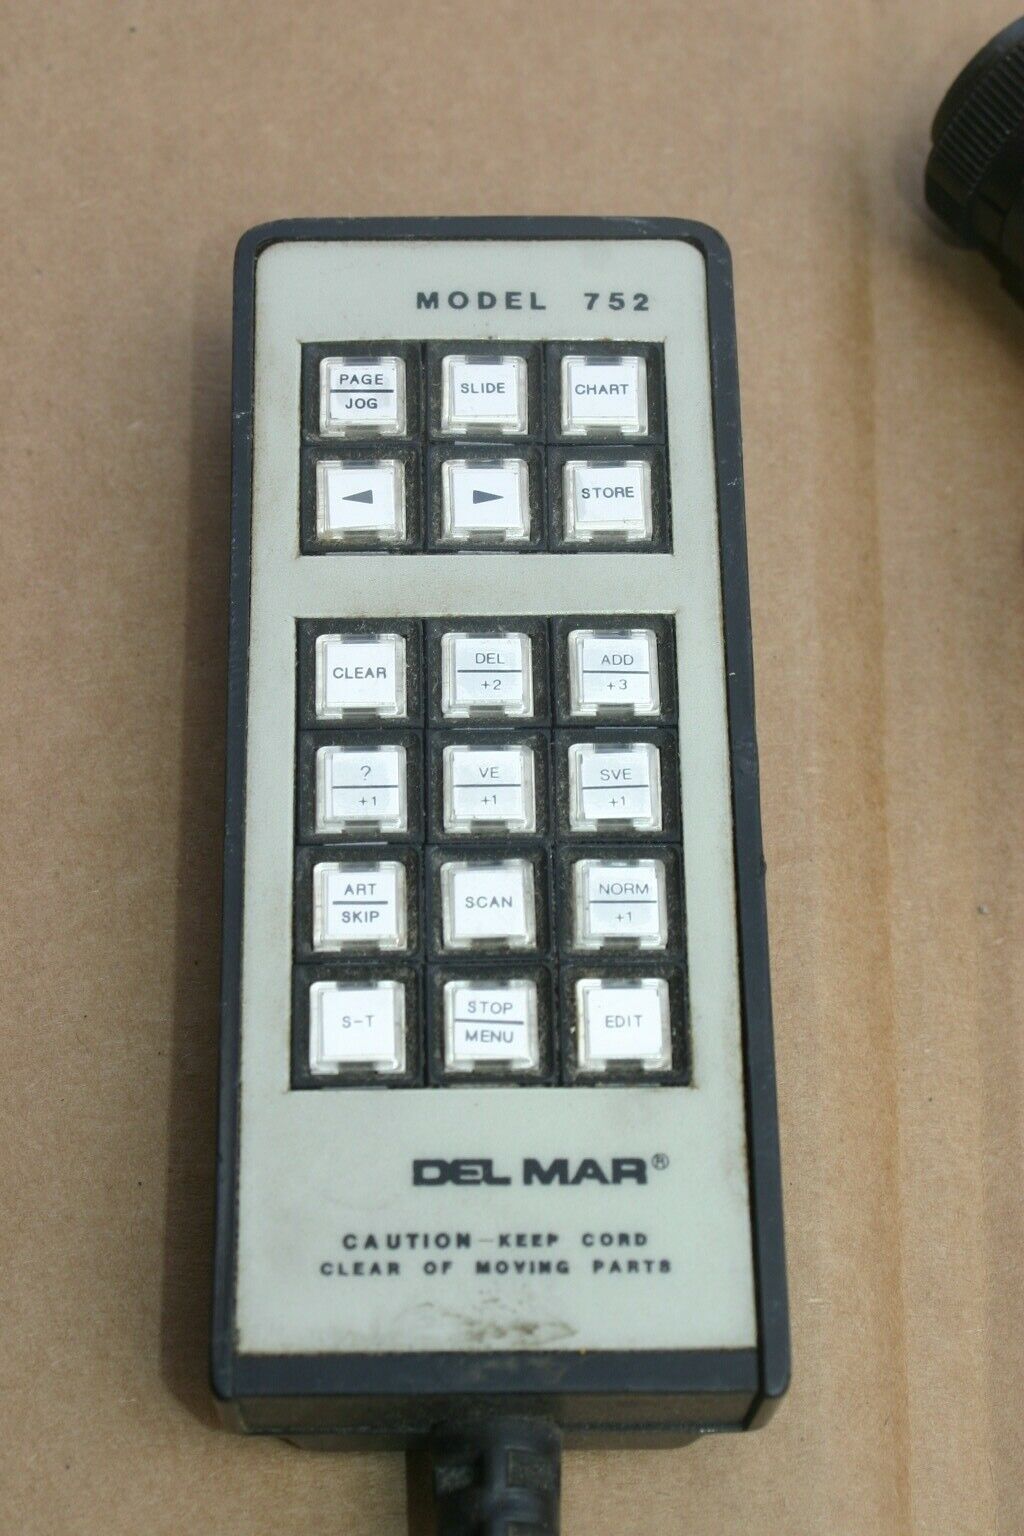 MODEL 752
PAGE
JOG
SLIDE
CHART
◄
►
STORE
CLEAR
DEL
+2
ADD
+3
?
+1
VE
+1
SVE
+1
ART
SKIP
SCAN
NORM
+1
S-T
STOP
MENU
EDIT
DEL MAR®
CAUTION-KEEP CORD
CLEAR OF MOVING PARTS